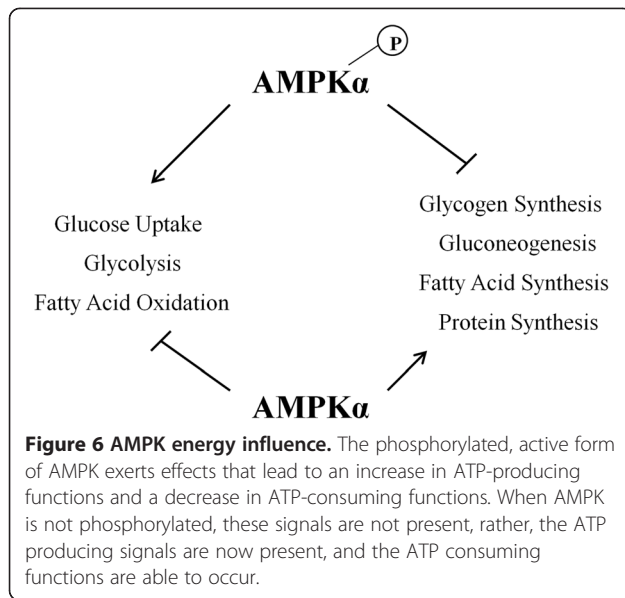 P
AMPKα
Glucose Uptake
Glycolysis
Fatty Acid Oxidation
Glycogen Synthesis
Gluconeogenesis
Fatty Acid Synthesis
Protein Synthesis
AMPKα
Figure 6 AMPK energy influence. The phosphorylated, active form
of AMPK exerts effects that lead to an increase in ATP-producing
functions and a decrease in ATP-consuming functions. When AMPK
is not phosphorylated, these signals are not present, rather, the ATP
producing signals are now present, and the ATP consuming
functions are able to occur.